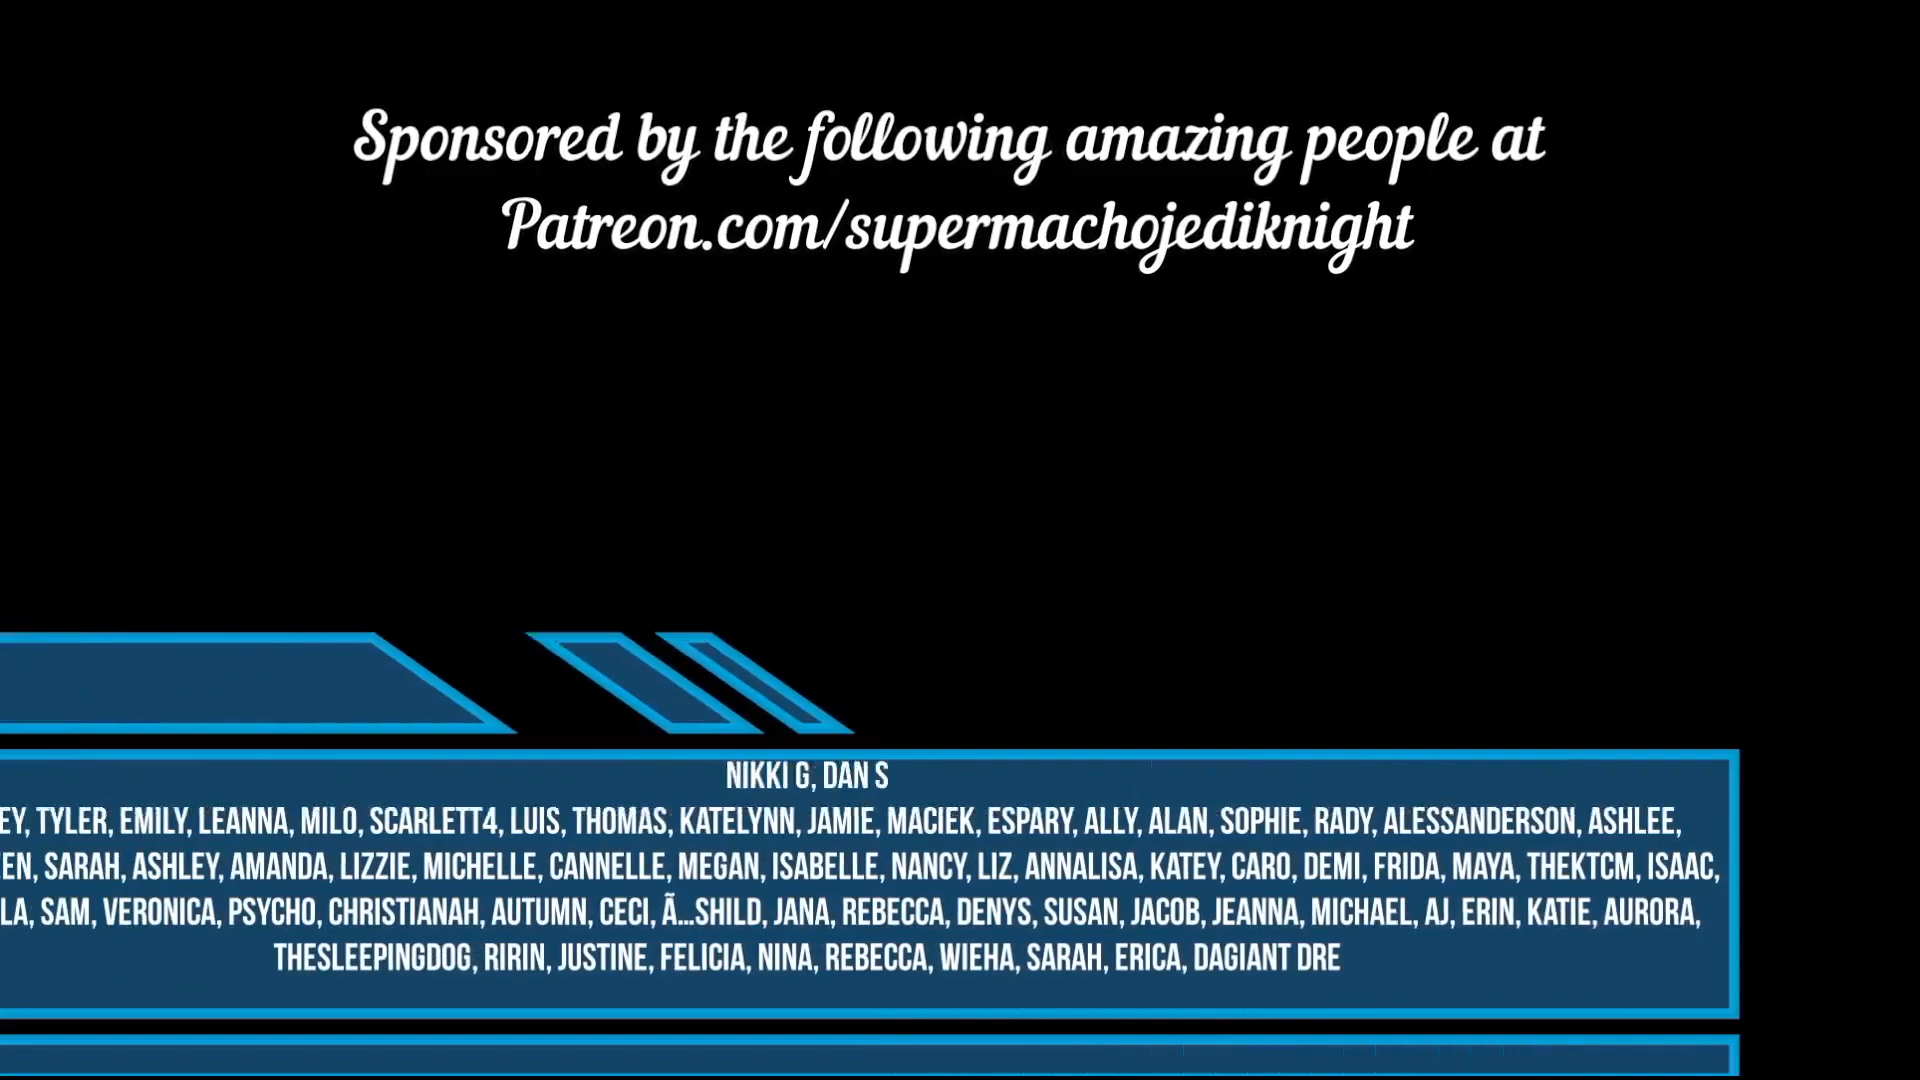 Sponsored by the following amazing people at
Patreon.com/supermachojediknight
NIKKI G, DAN S
EY, TYLER, EMILY, LEANNA, MILO, SCARLETT4, LUIS, THOMAS, KATELYNN, JAMIE, MACIEK, ESPARY, ALLY, ALAN, SOPHIE, RADY, ALESSANDERSON, ASHLEE,
EN, SARAH, ASHLEY, AMANDA, LIZZIE, MICHELLE, CANNELLE, MEGAN, ISABELLE, NANCY, LIZ, ANNALISA, KATEY, CARO, DEMI, FRIDA, MAYA, THEKTCM, ISAAC,
LA, SAM, VERONICA, PSYCHO, CHRISTIANAH, AUTUMN, CECI, Ã…SHILD, JANA, REBECCA, DENYS, SUSAN, JACOB, JEANNA, MICHAEL, AJ, ERIN, KATIE, AURORA,
THESLEEPINGDOG, RIRIN, JUSTINE, FELICIA, NINA, REBECCA, WIEHA, SARAH, ERICA, DAGIANT DRE